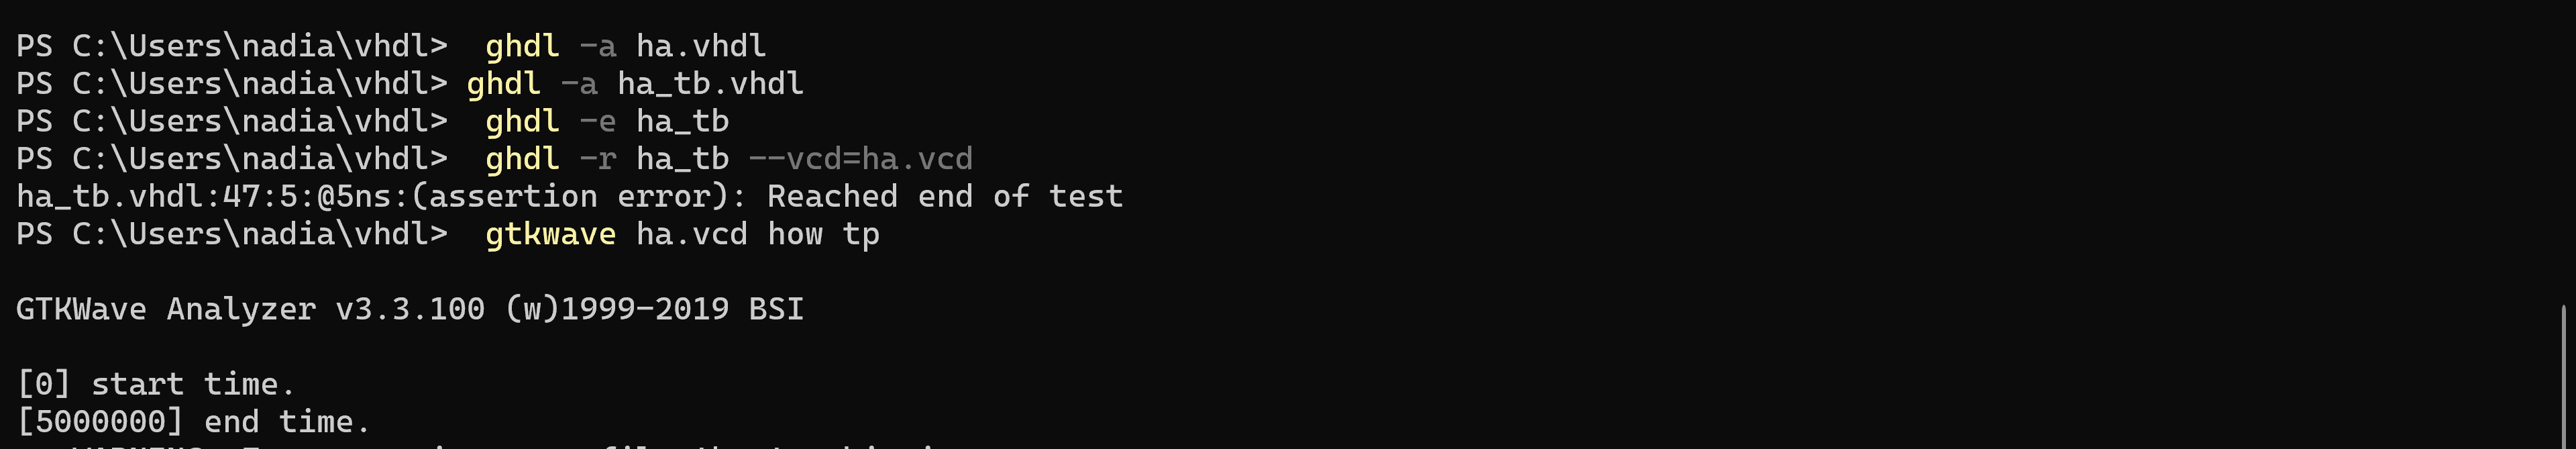 PS C:\Users\nadia\vhdl>  ghdl -a ha.vhdl
PS C:\Users\nadia\vhdl> ghdl -a ha_tb.vhdl
PS C:\Users\nadia\vhdl>  ghdl -e ha_tb
PS C:\Users\nadia\vhdl>  ghdl -r ha_tb --vcd=ha.vcd
ha_tb.vhdl:47:5:@5ns:(assertion error): Reached end of test
PS C:\Users\nadia\vhdl>  gtkwave ha.vcd how tp
GTKWave Analyzer v3.3.100 (w)1999-2019 BSI
[0] start time.
[5000000] end time.